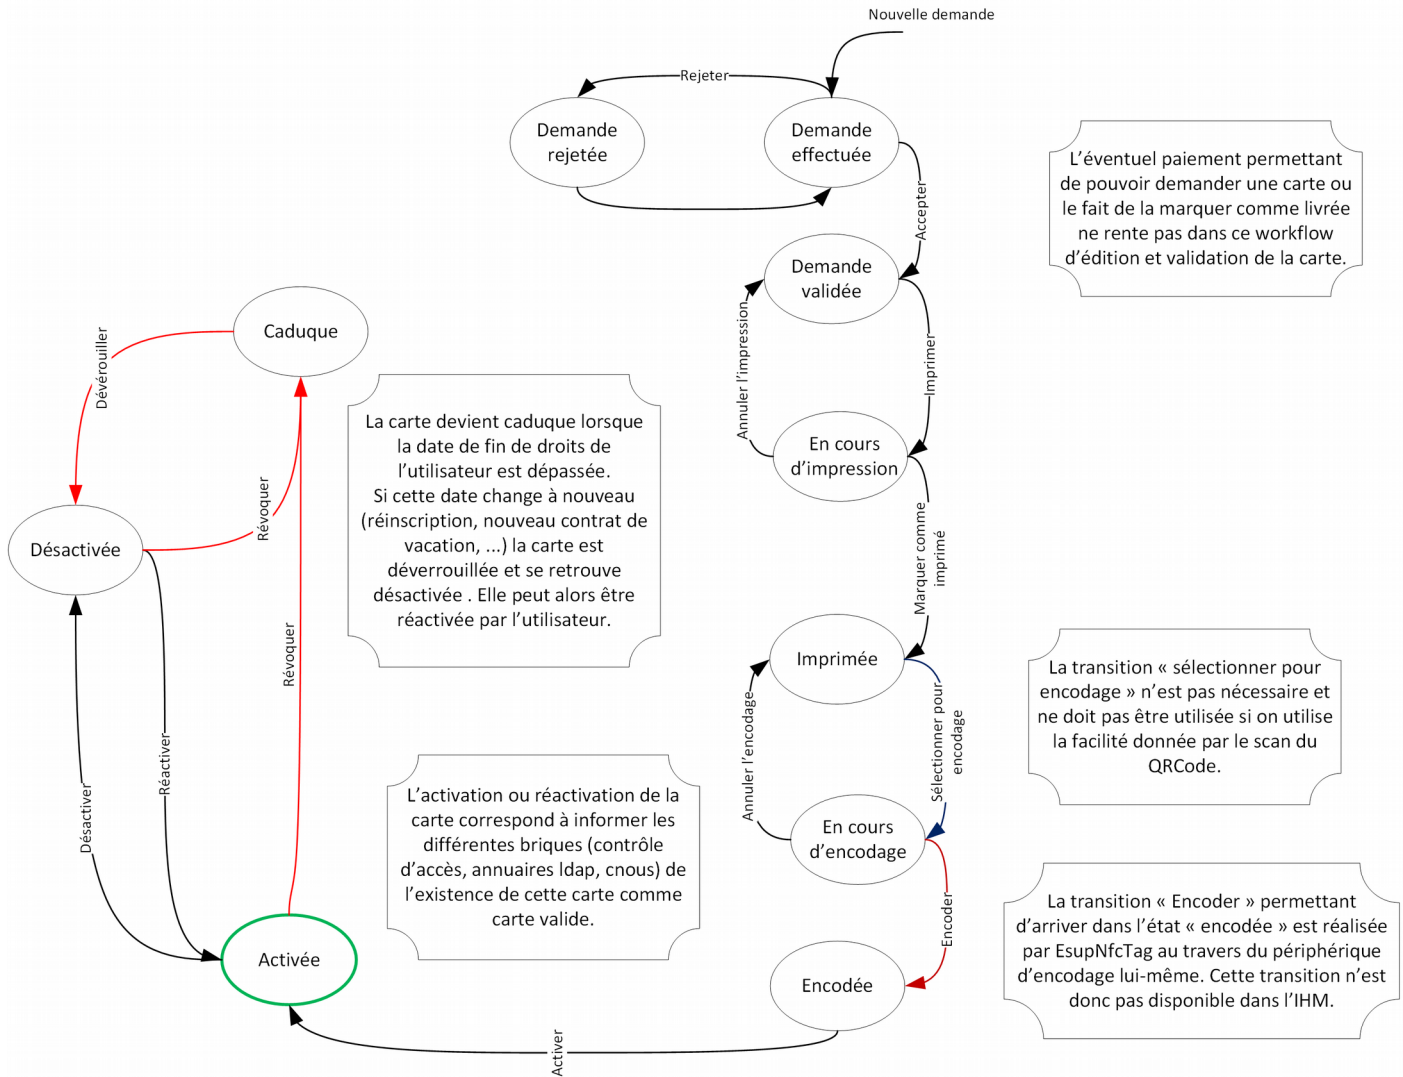 Nouvelle demande
Rejeter
Demande
rejetée
Demande
effectuée
Accepter
L’éventuel paiement permettant
de pouvoir demander une carte ou
le fait de la marquer comme livrée
ne rente pas dans ce workflow
d’édition et validation de la carte.
Demande
validée
Annuler l’impression
Imprimer
En cours
d’impression
Caduque
Dévérouiller
La carte devient caduque lorsque
la date de fin de droits de
l’utilisateur est dépassée.
Si cette date change à nouveau
(réinscription, nouveau contrat de
vacation, ...) la carte est
déverrouillée et se retrouve
désactivée . Elle peut alors être
réactivée par l’utilisateur.
Révoquer
Désactivée
Marquer comme
imprimé
Révoquer
Imprimée
La transition « sélectionner pour
encodage » n’est pas nécessaire et
ne doit pas être utilisée si on utilise
la facilité donnée par le scan du
QRCode.
Annuler l’encodage
Sélectionner pour
encodage
Réactiver
Désactiver
L’activation ou réactivation de la
carte correspond à informer les
différentes briques (contrôle
d’accès, annuaires ldap, cnous) de
l’existence de cette carte comme
carte valide.
En cours
d’encodage
Encoder
La transition « Encoder » permettant
d’arriver dans l’état « encodée » est réalisée
par EsupNfcTag au travers du périphérique
d’encodage lui-même. Cette transition n’est
donc pas disponible dans l’IHM.
Activée
Encodée
Activer